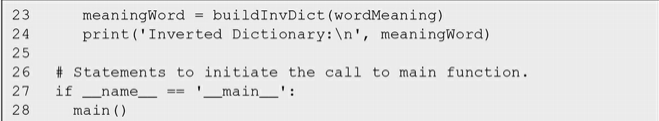 23      meaningWord = buildInvDict(wordMeaning)
24      print('Inverted Dictionary:\n', meaningWord)
25
26   # Statements to initiate the call to main function.
27   if __name__ == '__main__':
28     main()